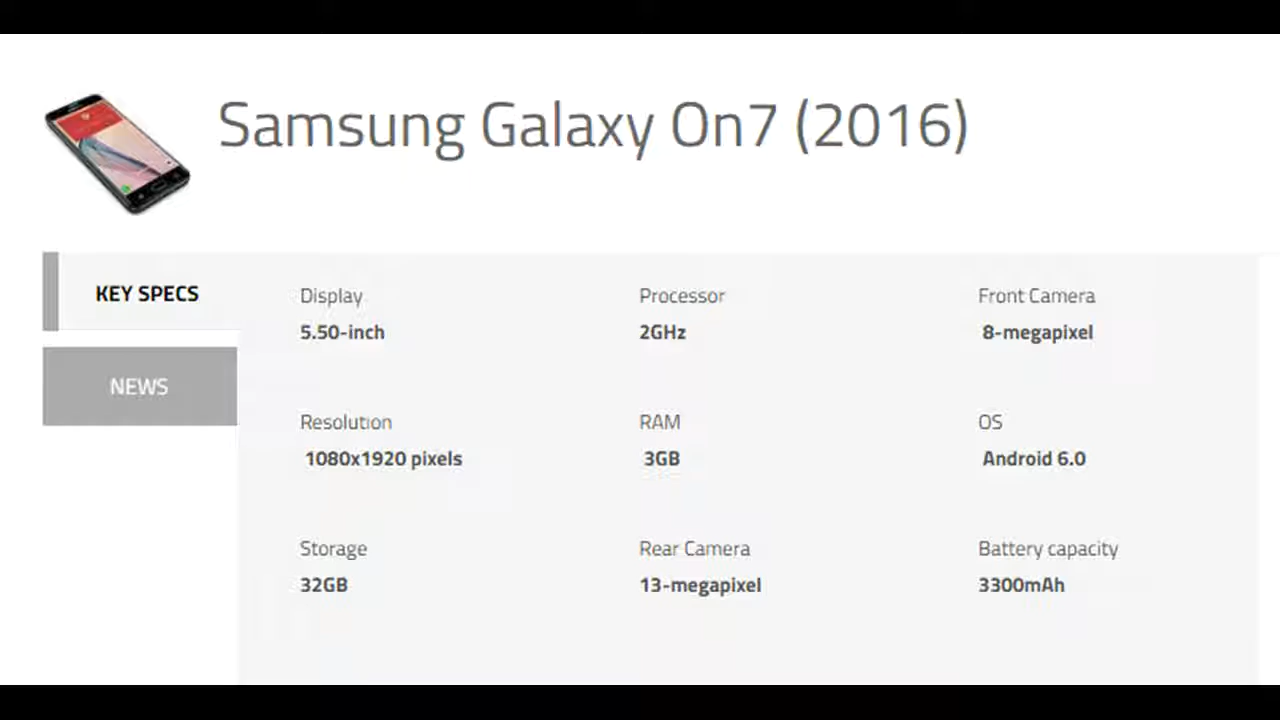 Samsung Galaxy On7 (2016)
KEY SPECS
NEWS
Display
5.50-inch
Processor
2GHz
Front Camera
8-megapixel
Resolution
1080x1920 pixels
RAM
3GB
OS
Android 6.0
Storage
32GB
Rear Camera
13-megapixel
Battery capacity
3300mAh